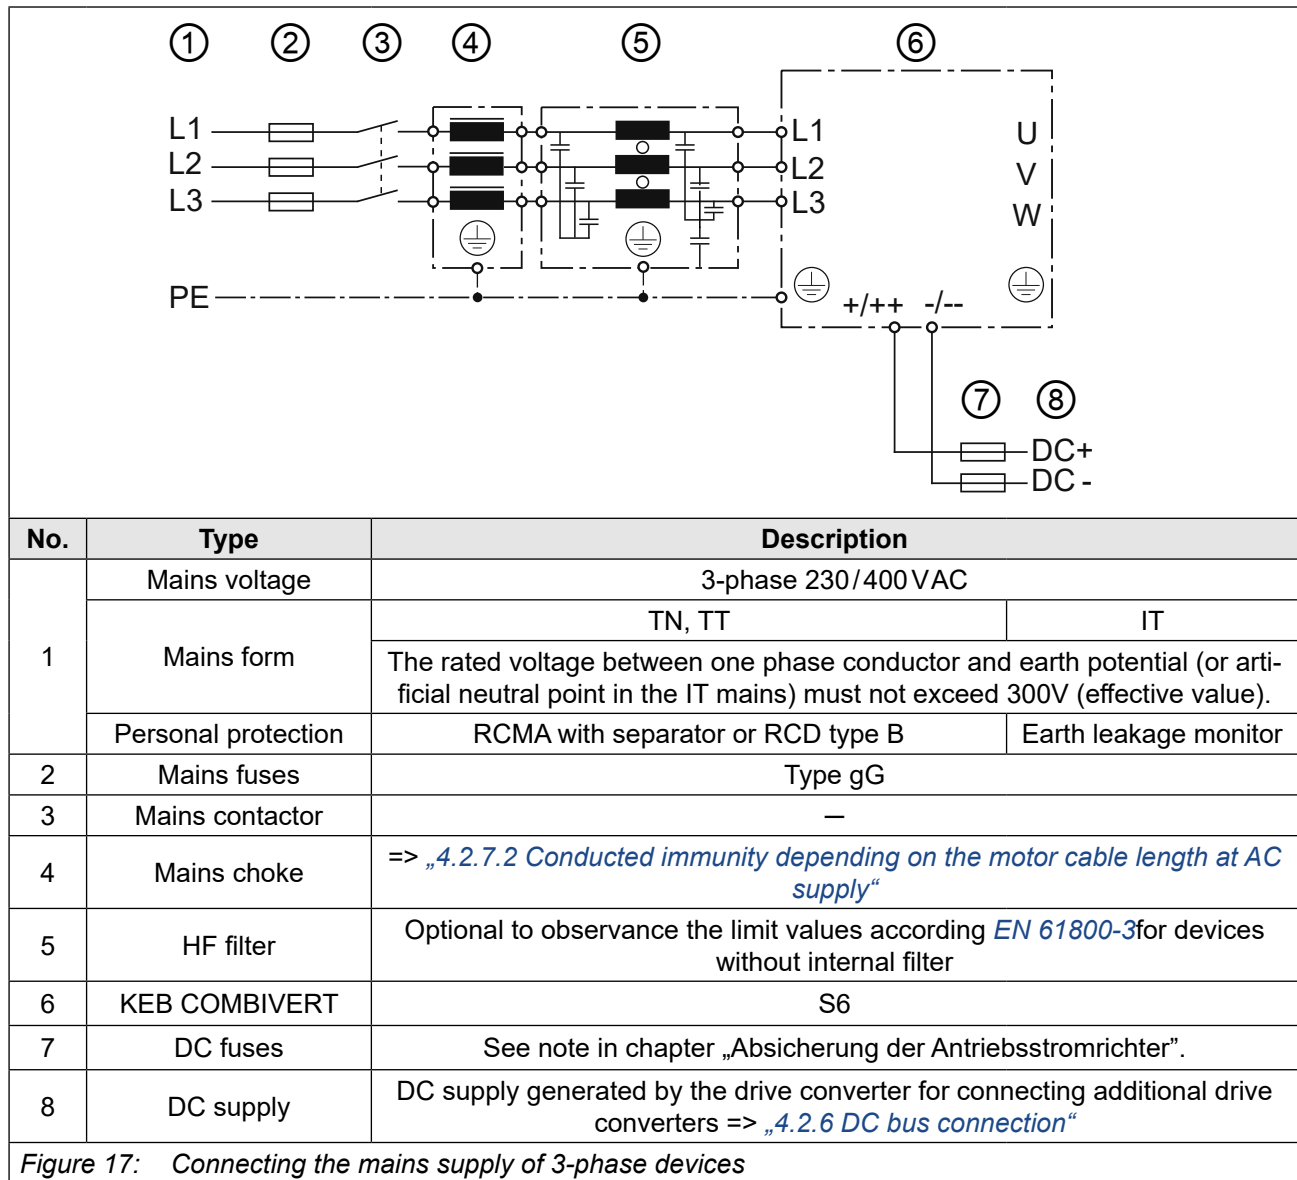 1 2 3 4 5 6
L1 L1 U
L2 L2 V
L3 L3 W
PE +/++ -/--
7 8
DC+
DC -
No. Type Description
1 Mains voltage 3-phase 230/400VAC
Mains form TN, TT IT
The rated voltage between one phase conductor and earth potential (or arti-
ficial neutral point in the IT mains) must not exceed 300V (effective value).
Personal protection RCMA with separator or RCD type B Earth leakage monitor
2 Mains fuses Type gG
3 Mains contactor –
4 Mains choke => „4.2.7.2 Conducted immunity depending on the motor cable length at AC
supply“
5 HF filter Optional to observance the limit values according EN 61800-3for devices
without internal filter
6 KEB COMBIVERT S6
7 DC fuses See note in chapter „Absicherung der Antriebsstromrichter”.
8 DC supply DC supply generated by the drive converter for connecting additional drive
converters => „4.2.6 DC bus connection“
Figure 17: Connecting the mains supply of 3-phase devices